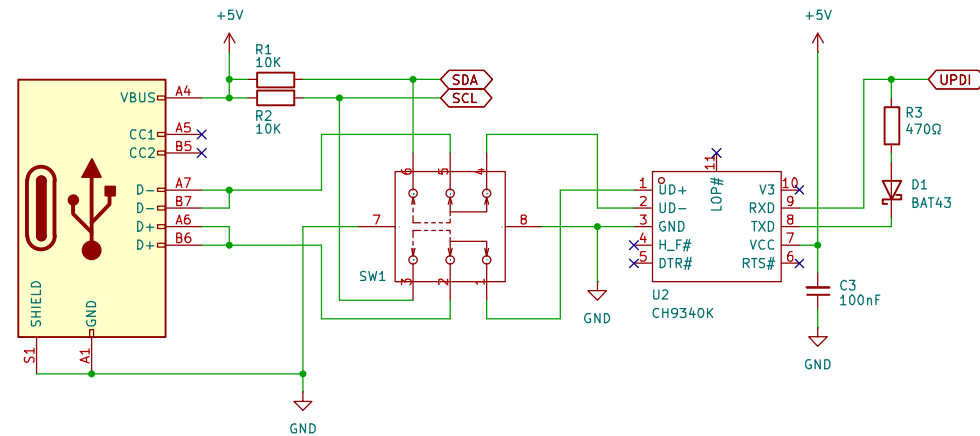 +5V
+5V
R1
10K
SDA
SCL
UPDI
R2
10K
VBUS
A4
CC1
A5
CC2
B5
D-
A7
D-
B7
D+
A6
D+
B6
SHIELD
GND
S1
A1
GND
6
5
4
7
8
3
2
1
SW1
GND
11
LOP#
1
UD+
2
UD-
3
GND
4
H_F#
5
DTR#
V3
10
RXD
9
TXD
8
VCC
7
RTS#
6
U2
CH9340K
R3
470Ω
D1
BAT43
C3
100nF
GND